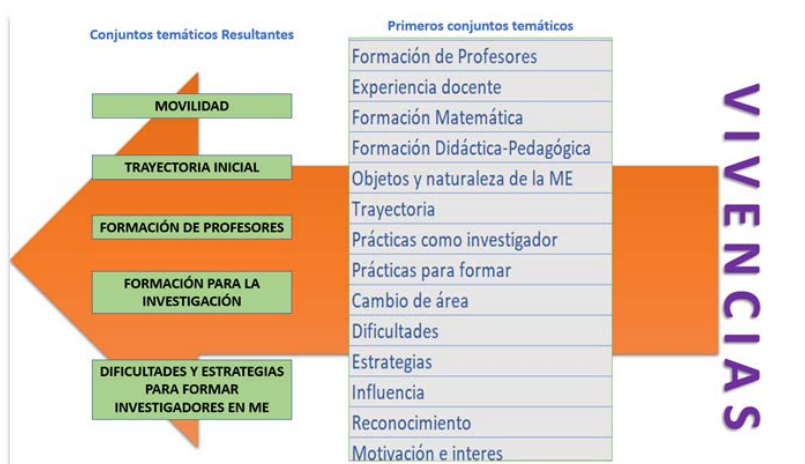 Conjuntos temáticos Resultantes
MOVILIDAD
TRAYECTORIA INICIAL
FORMACIÓN DE PROFESORES
FORMACIÓN PARA LA
INVESTIGACIÓN
DIFICULTADES Y ESTRATEGIAS
PARA FORMAR
INVESTIGADORES EN ME
Primeros conjuntos temáticos
Formación de Profesores
Experiencia docente
Formación Matemática
Formación Didáctica-Pedagógica
Objetos y naturaleza de la ME
Trayectoria
Prácticas como investigador
Prácticas para formar
Cambio de área
Dificultades
Estrategias
Influencia
Reconocimiento
Motivación e interes
VIVENCIAS